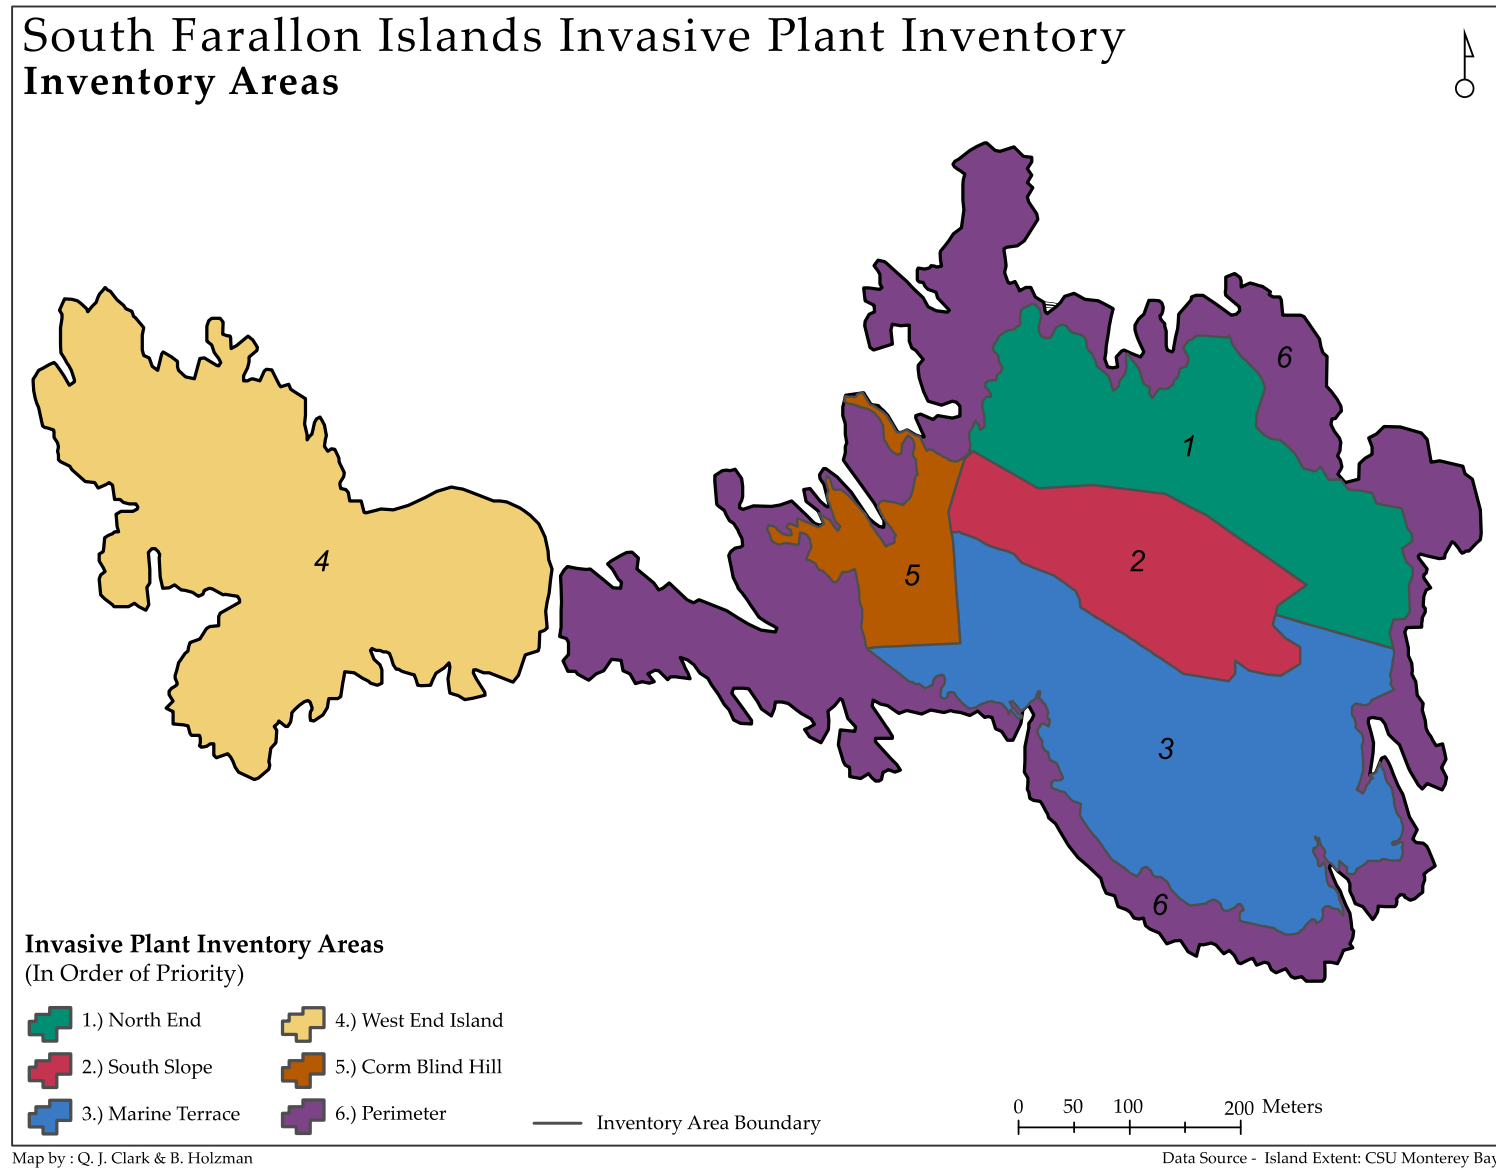 South Farallon Islands Invasive Plant Inventory
Inventory Areas
6
1
4
2
5
3
6
Invasive Plant Inventory Areas
(In Order of Priority)
1.) North End
4.) West End Island
2.) South Slope
5.) Corm Blind Hill
3.) Marine Terrace
6.) Perimeter
Inventory Area Boundary
0 50 100 200 Meters
Map by : Q. J. Clark & B. Holzman
Data Source - Island Extent: CSU Monterey Bay